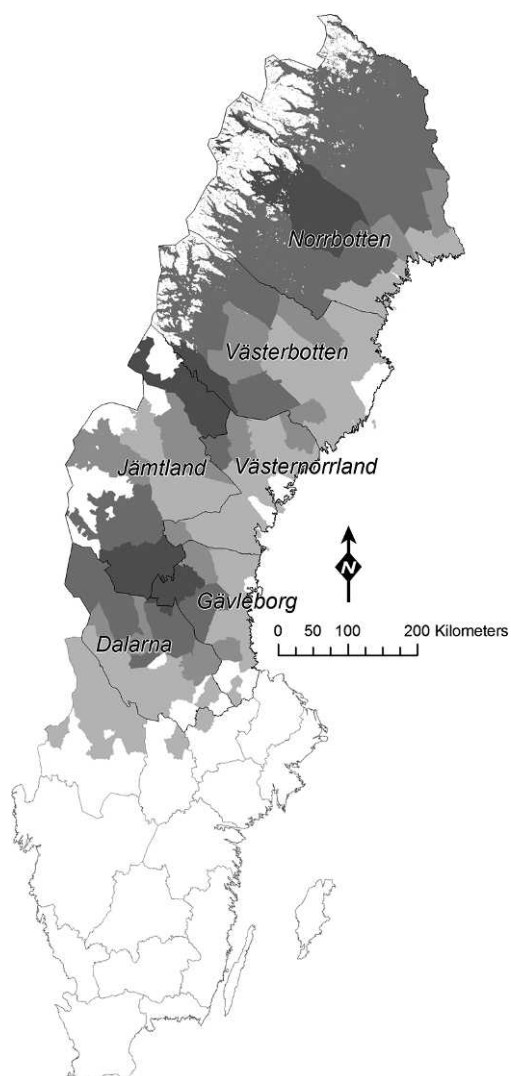 Norrbotten
Västerbotten
Jämtland
Västernorrland
N
Gävleborg
0 50 100 200 Kilometers
Dalarna